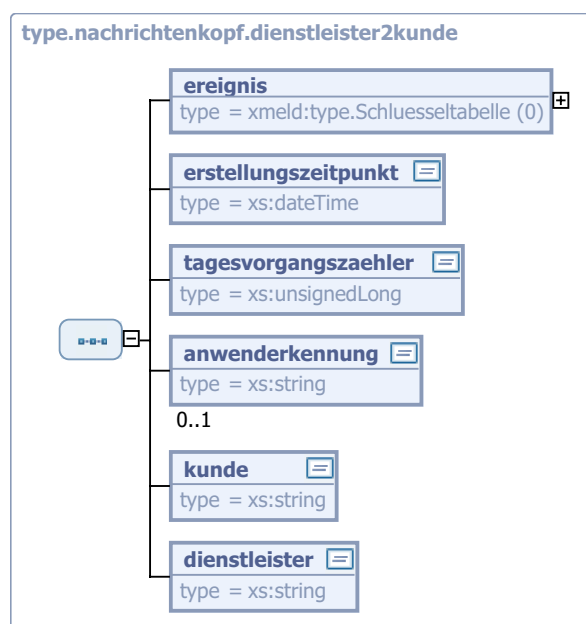 type.nachrichtenkopf.dienstleister2kunde
ereignis
type = xmeld:type.Schluesseltabelle (0)
erstellungszeitpunkt
type = xs:dateTime
tagesvorgangszaehler
type = xs:unsignedLong
anwenderkennung
type = xs:string
0..1
kunde
type = xs:string
dienstleister
type = xs:string